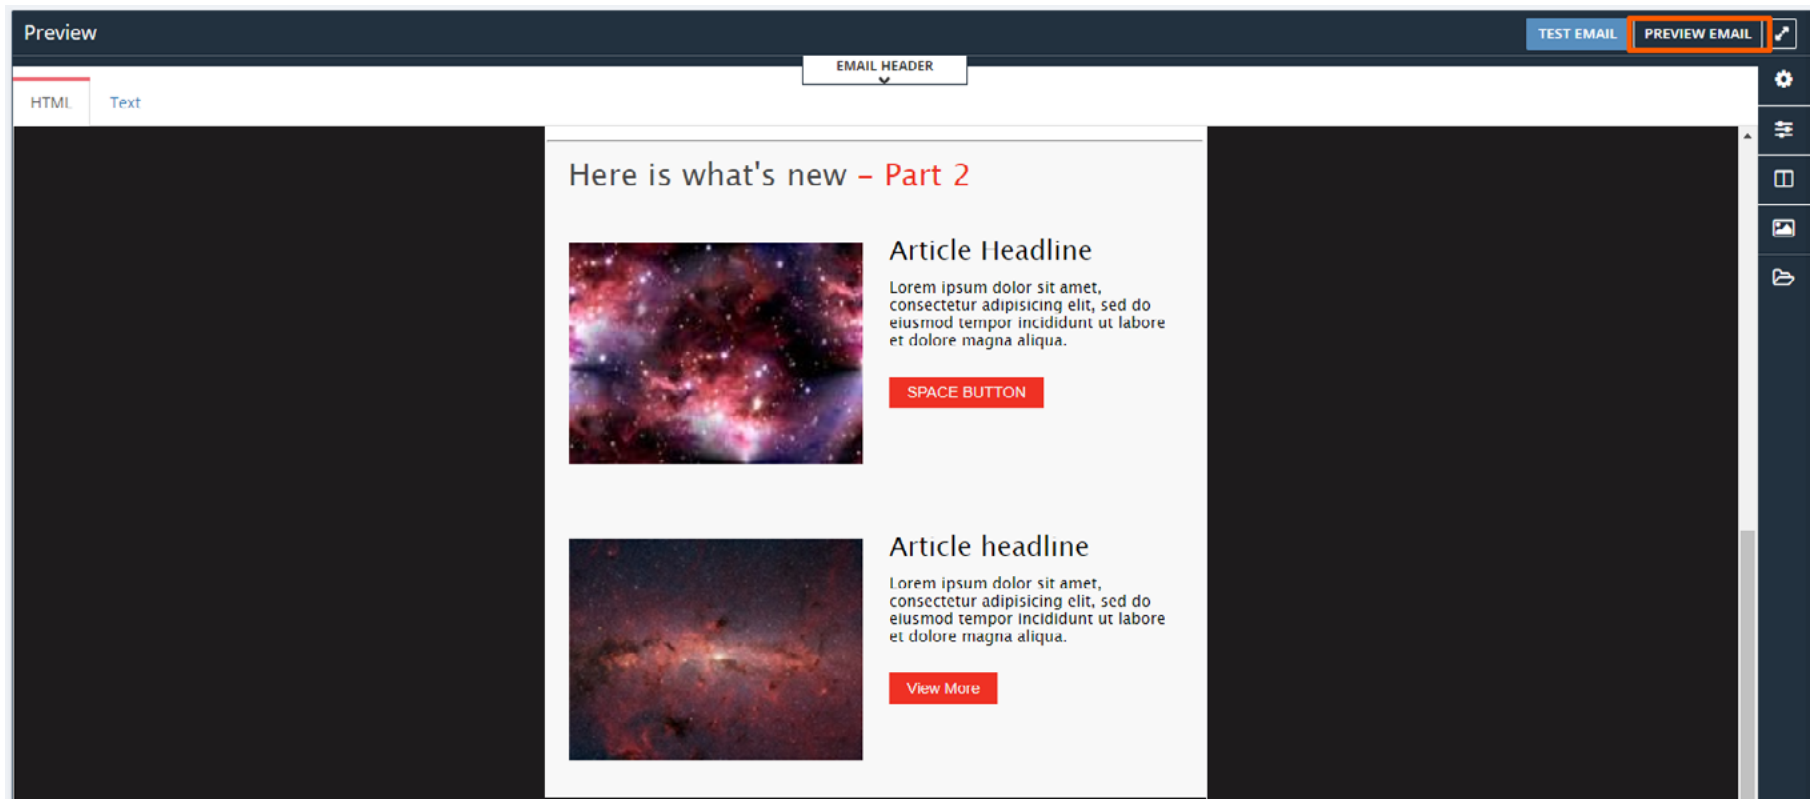 Preview
TEST EMAIL
PREVIEW EMAIL
EMAIL HEADER
HTML
Text
Here is what's new – Part 2
Article Headline
Lorem ipsum dolor sit amet,
consectetur adipisicing elit, sed do
eiusmod tempor incididunt ut labore
et dolore magna aliqua.
SPACE BUTTON
Article headline
Lorem ipsum dolor sit amet,
consectetur adipisicing elit, sed do
eiusmod tempor incididunt ut labore
et dolore magna aliqua.
View More